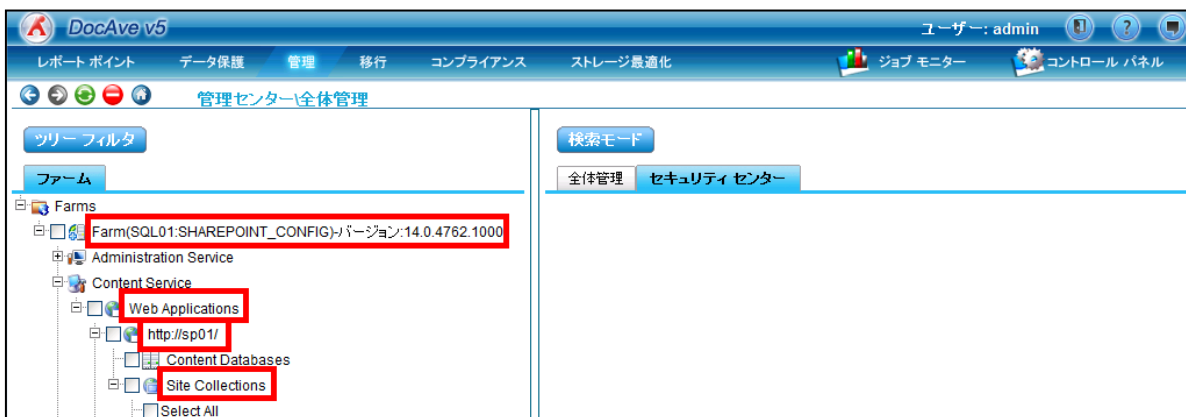 DocAve v5 ユーザー: admin
レポート ポイント データ保護 管理 移行 コンプライアンス ストレージ最適化 ジョブ モニター コントロール パネル
管理センター\全体管理
ツリー フィルタ 検索モード
ファーム 全体管理 セキュリティ センター
Farms
Farm(SQL01:SHAREPOINT_CONFIG)-バージョン:14.0.4762.1000
Administration Service
Content Service
Web Applications
http://sp01/
Content Databases
Site Collections
Select All